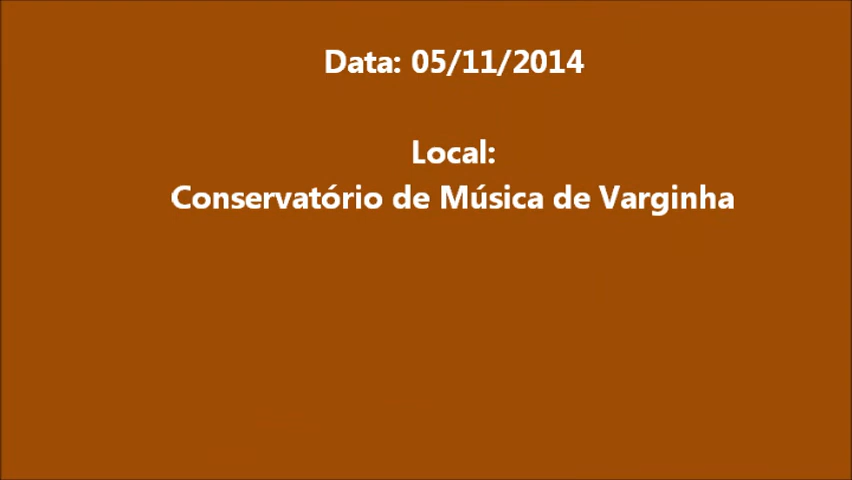 Data: 05/11/2014
Local:
Conservatório de Música de Varginha